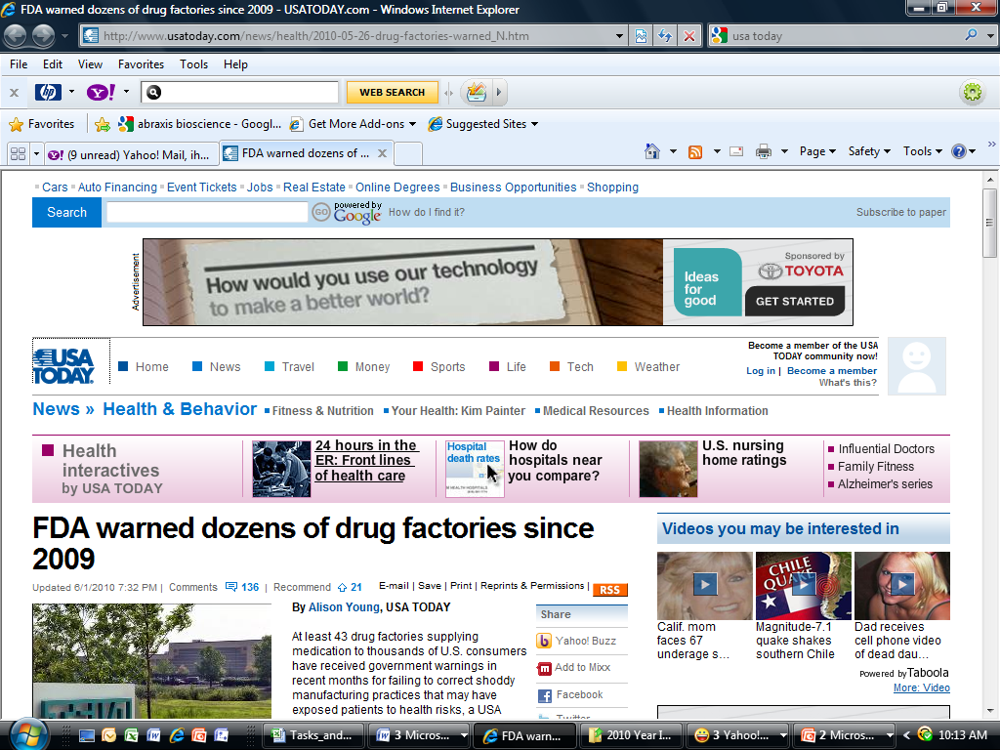 FDA warned dozens of drug factories since 2009 - USATODAY.com - Windows Internet Explorer
http://www.usatoday.com/news/health/2010-05-26-drug-factories-warned_N.htm
usa today
File Edit View Favorites Tools Help
x hp Y! WEB SEARCH
Favorites abraxis bioscience - Googl... Get More Add-ons Suggested Sites
(9 unread) Yahoo! Mail, ih... FDA warned dozens of ... x Page Safety Tools
Cars Auto Financing Event Tickets Jobs Real Estate Online Degrees Business Opportunities Shopping
Search GO powered by Google How do I find it? Subscribe to paper
Advertisement
How would you use our technology
to make a better world?
Ideas
for
good
Sponsored by
TOYOTA
GET STARTED
USA
TODAY
Home News Travel Money Sports Life Tech Weather
Become a member of the USA
TODAY community now!
Log in | Become a member
What's this?
News » Health & Behavior Fitness & Nutrition Your Health: Kim Painter Medical Resources Health Information
Health
interactives
by USA TODAY
24 hours in the
ER: Front lines
of health care
Hospital
death rates
How do
hospitals near
you compare?
U.S. nursing
home ratings
Influential Doctors
Family Fitness
Alzheimer's series
FDA warned dozens of drug factories since
2009
Updated 6/1/2010 7:32 PM | Comments 136 | Recommend 21 E-mail | Save | Print | Reprints & Permissions | RSS
By Alison Young, USA TODAY
At least 43 drug factories supplying
medication to thousands of U.S. consumers
have received government warnings in
recent months for failing to correct shoddy
manufacturing practices that may have
exposed patients to health risks, a USA
Share
Yahoo! Buzz
Add to Mixx
Facebook
Twitter
Videos you may be interested in
CHILE
QUAKE
Calif. mom
faces 67
underage s...
Magnitude-7.1
quake shakes
southern Chile
Dad receives
cell phone video
of dead dau...
Powered by Taboola
More: Video
Tasks_and... 3 Micros... FDA warn... 2010 Year I... 3 Yahoo!... 2 Micros... 10:13 AM